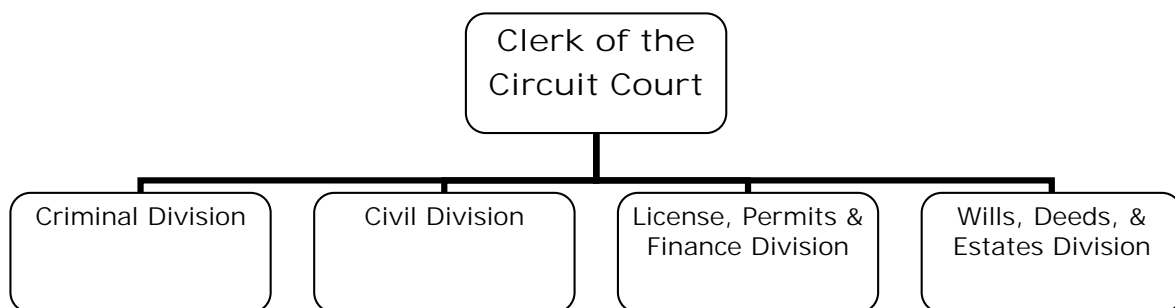 Clerk of the
Circuit Court
Criminal Division
Civil Division
License, Permits &
Finance Division
Wills, Deeds, &
Estates Division